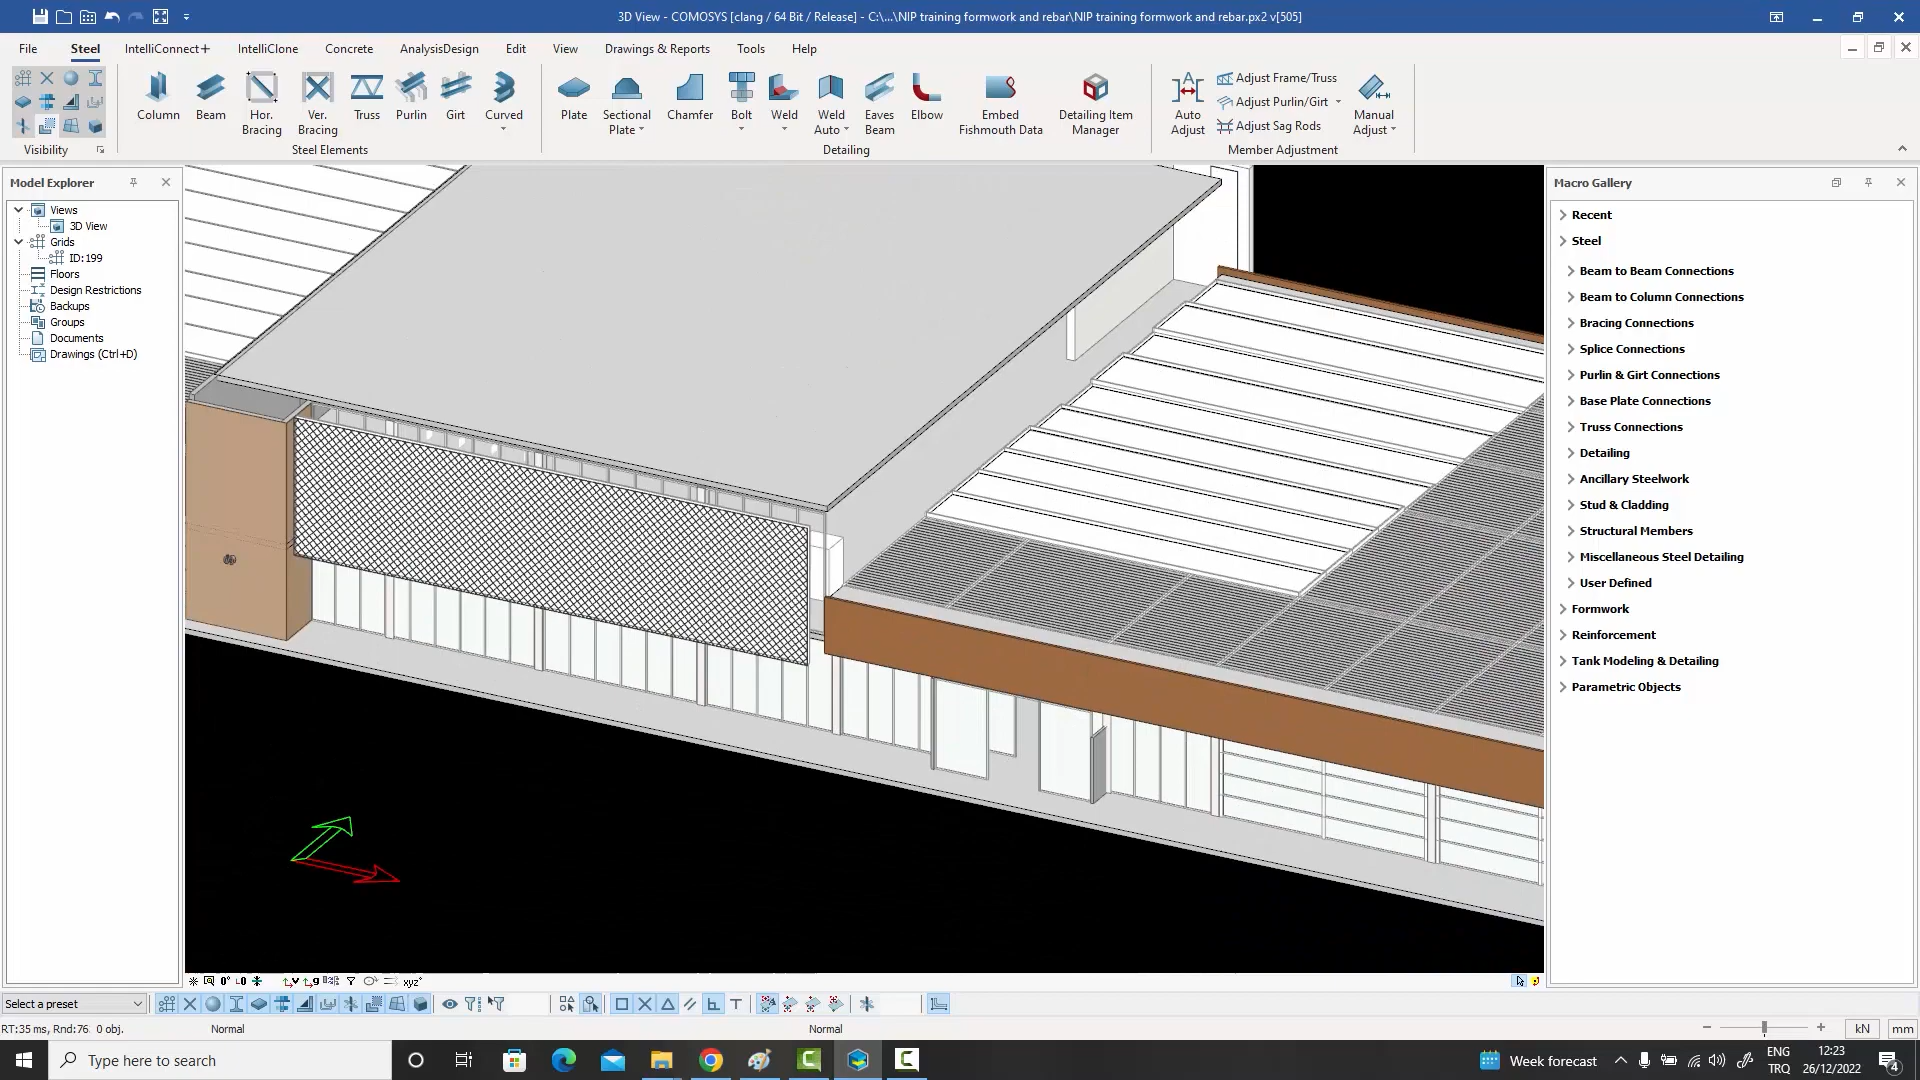 3D View - COMOSYS [clang / 64 Bit / Release] - C:\...\NIP training formwork and rebar\NIP training formwork and rebar.px2 v[505]
File Steel IntelliConnect+ IntelliClone Concrete AnalysisDesign Edit View Drawings & Reports Tools Help
Visibility
Column
Beam
Hor. Bracing
Ver. Bracing
Truss
Purlin
Girt
Curved
Steel Elements
Plate
Sectional Plate
Chamfer
Bolt
Weld
Weld Auto
Eaves Beam
Elbow
Embed Fishmouth Data
Detailing Item Manager
Detailing
Auto Adjust
Adjust Frame/Truss
Adjust Purlin/Girt
Adjust Sag Rods
Manual Adjust
Member Adjustment
Model Explorer
Views
3D View
Grids
ID:199
Floors
Design Restrictions
Backups
Groups
Documents
Drawings (Ctrl+D)
Macro Gallery
Recent
Steel
Beam to Beam Connections
Beam to Column Connections
Bracing Connections
Splice Connections
Purlin & Girt Connections
Base Plate Connections
Truss Connections
Detailing
Ancillary Steelwork
Stud & Cladding
Structural Members
Miscellaneous Steel Detailing
User Defined
Formwork
Reinforcement
Tank Modeling & Detailing
Parametric Objects
Select a preset
RT:35 ms, Rnd:76 0 obj. Normal Normal kN mm
Type here to search
Week forecast
ENG
TRQ
12:23
26/12/2022
4